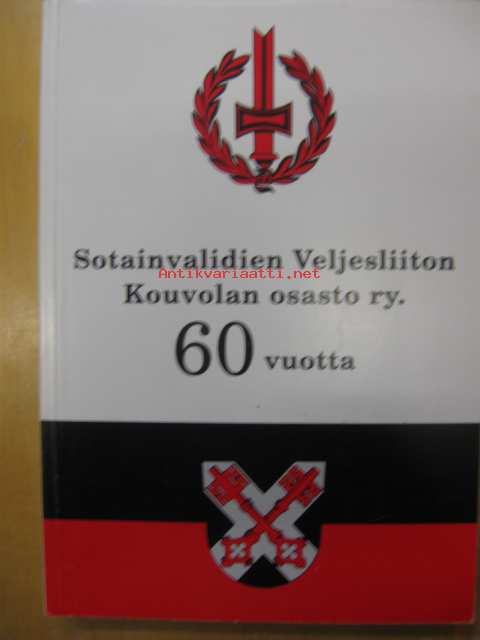 Sotainvalidien Veljesliiton
Antikvariaatti.net
Kouvolan osasto ry.
60 vuotta